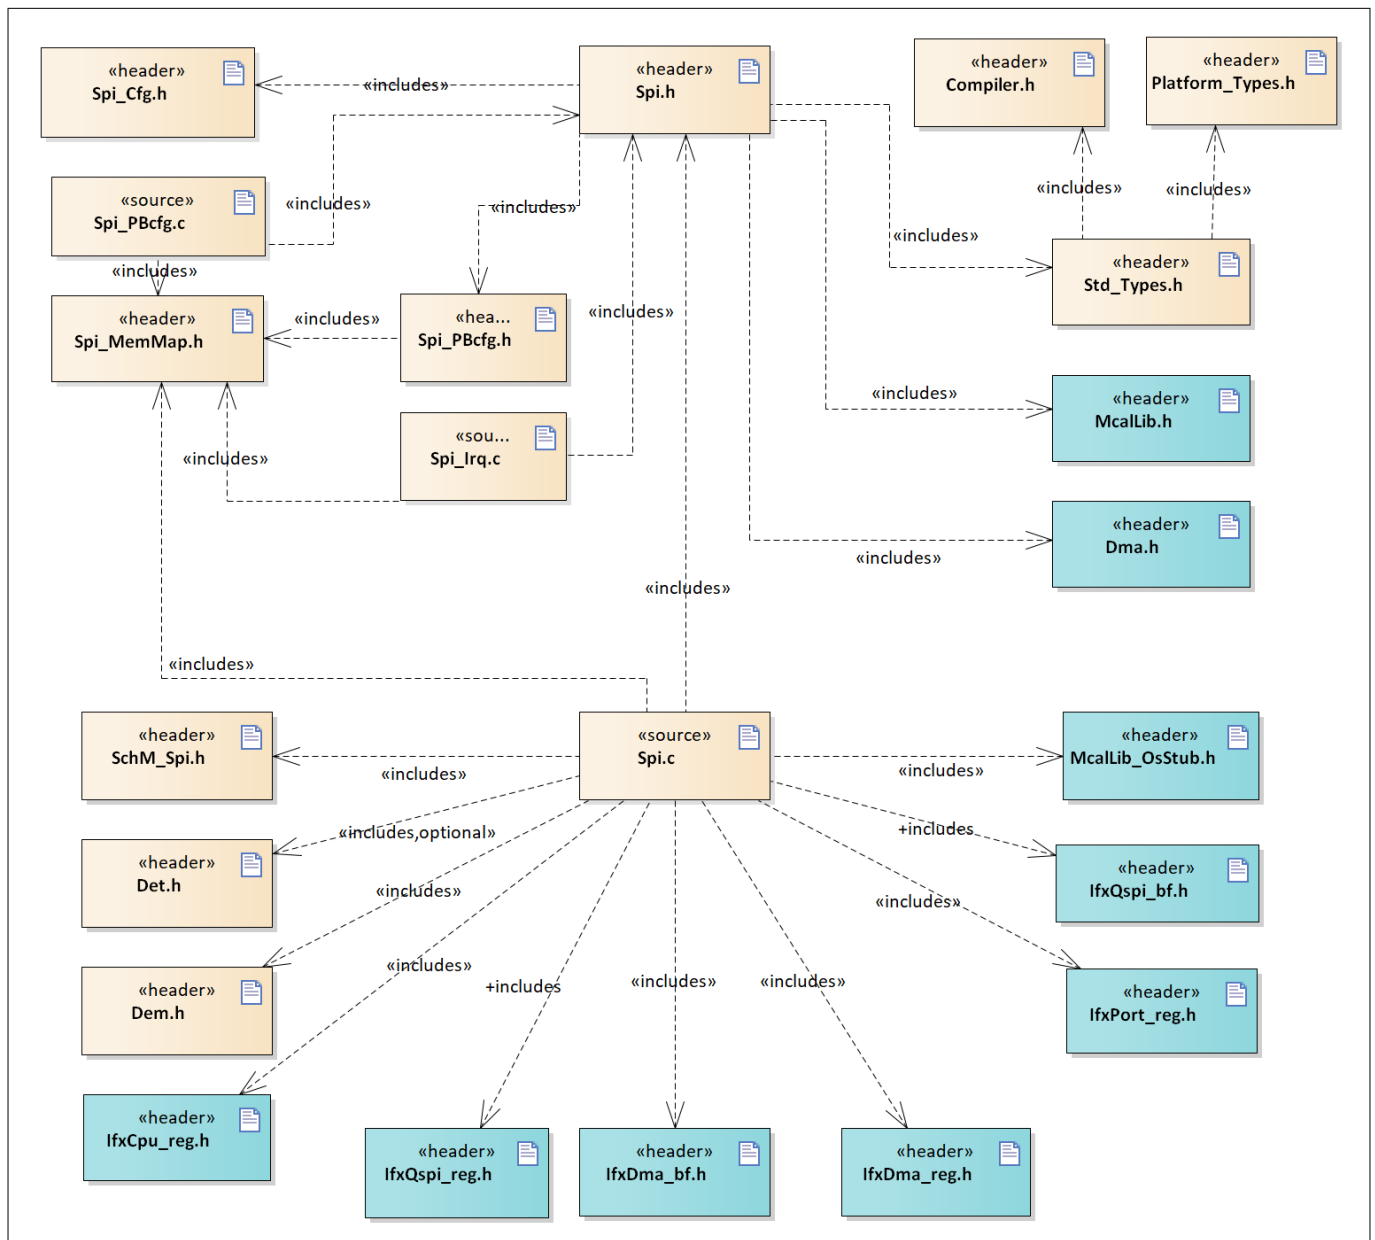 «header»
Spi_Cfg.h
«includes»
«header»
Spi.h
«header»
Compiler.h
«header»
Platform_Types.h
«source»
Spi_PBcfg.c
«includes»
«includes»
«includes»
«includes»
«includes»
«includes»
«header»
Std_Types.h
«header»
Spi_MemMap.h
«includes»
«hea...
Spi_PBcfg.h
«includes»
«includes»
«header»
McalLib.h
«sou...
Spi_Irq.c
«includes»
«header»
Dma.h
«includes»
«includes»
«includes»
«header»
SchM_Spi.h
«includes»
«source»
Spi.c
«includes»
«header»
McalLib_OsStub.h
«includes,optional»
+includes
«header»
Det.h
«includes»
«includes»
«header»
IfxQspi_bf.h
«header»
Dem.h
«includes»
+includes
«includes»
«includes»
«header»
IfxPort_reg.h
«header»
IfxCpu_reg.h
«header»
IfxQspi_reg.h
«header»
IfxDma_bf.h
«header»
IfxDma_reg.h